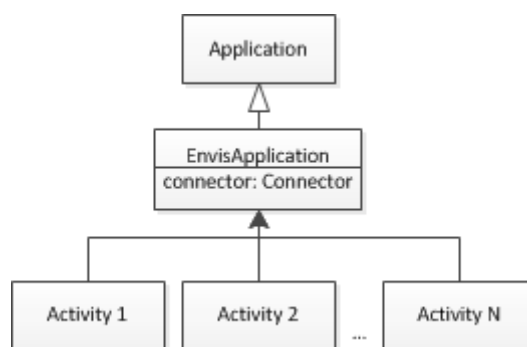 Application
EnvisApplication
connector: Connector
Activity 1
Activity 2
...
Activity N